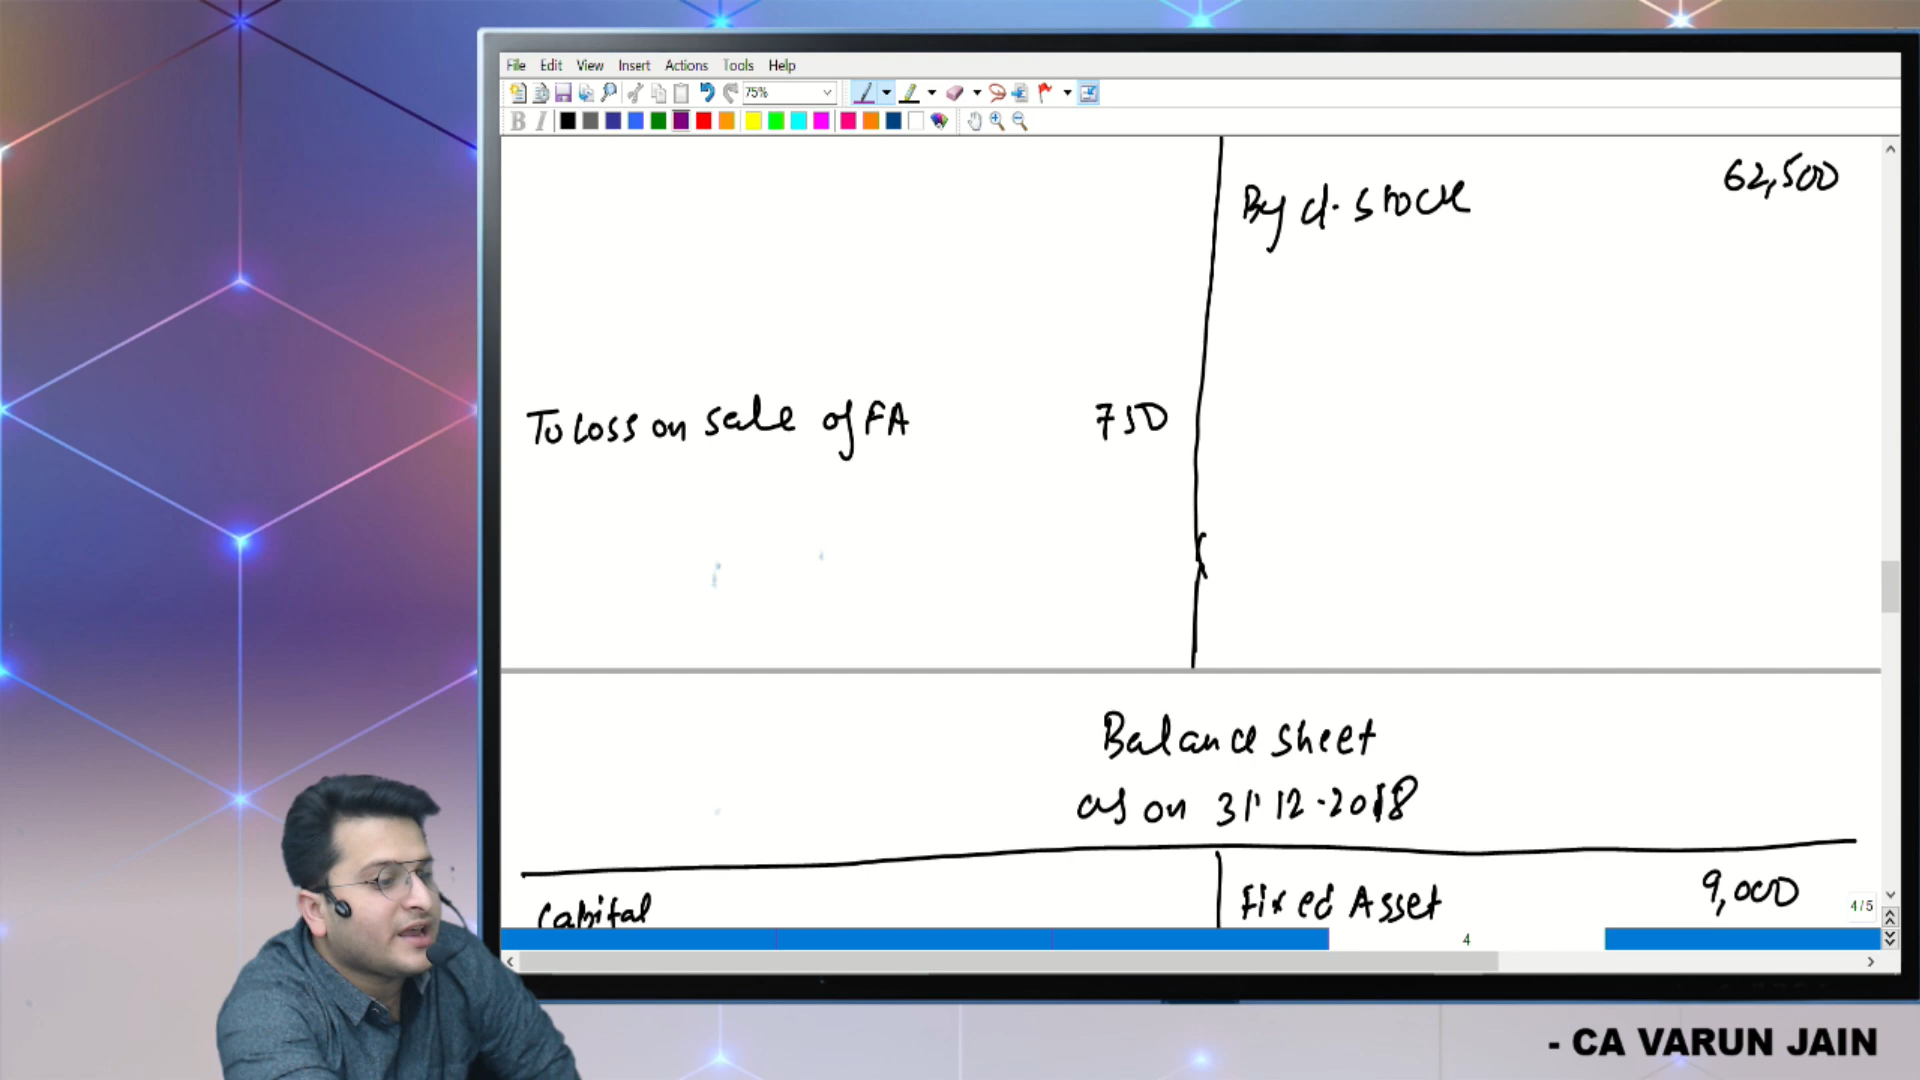 File Edit View Insert Actions Tools Help
75%
B I
By cl. stock 62,500
To Loss on sale of FA 750
Balance sheet
as on 31.12.2018
Capital
Fixed Asset 9,000
4/5
4
- CA VARUN JAIN